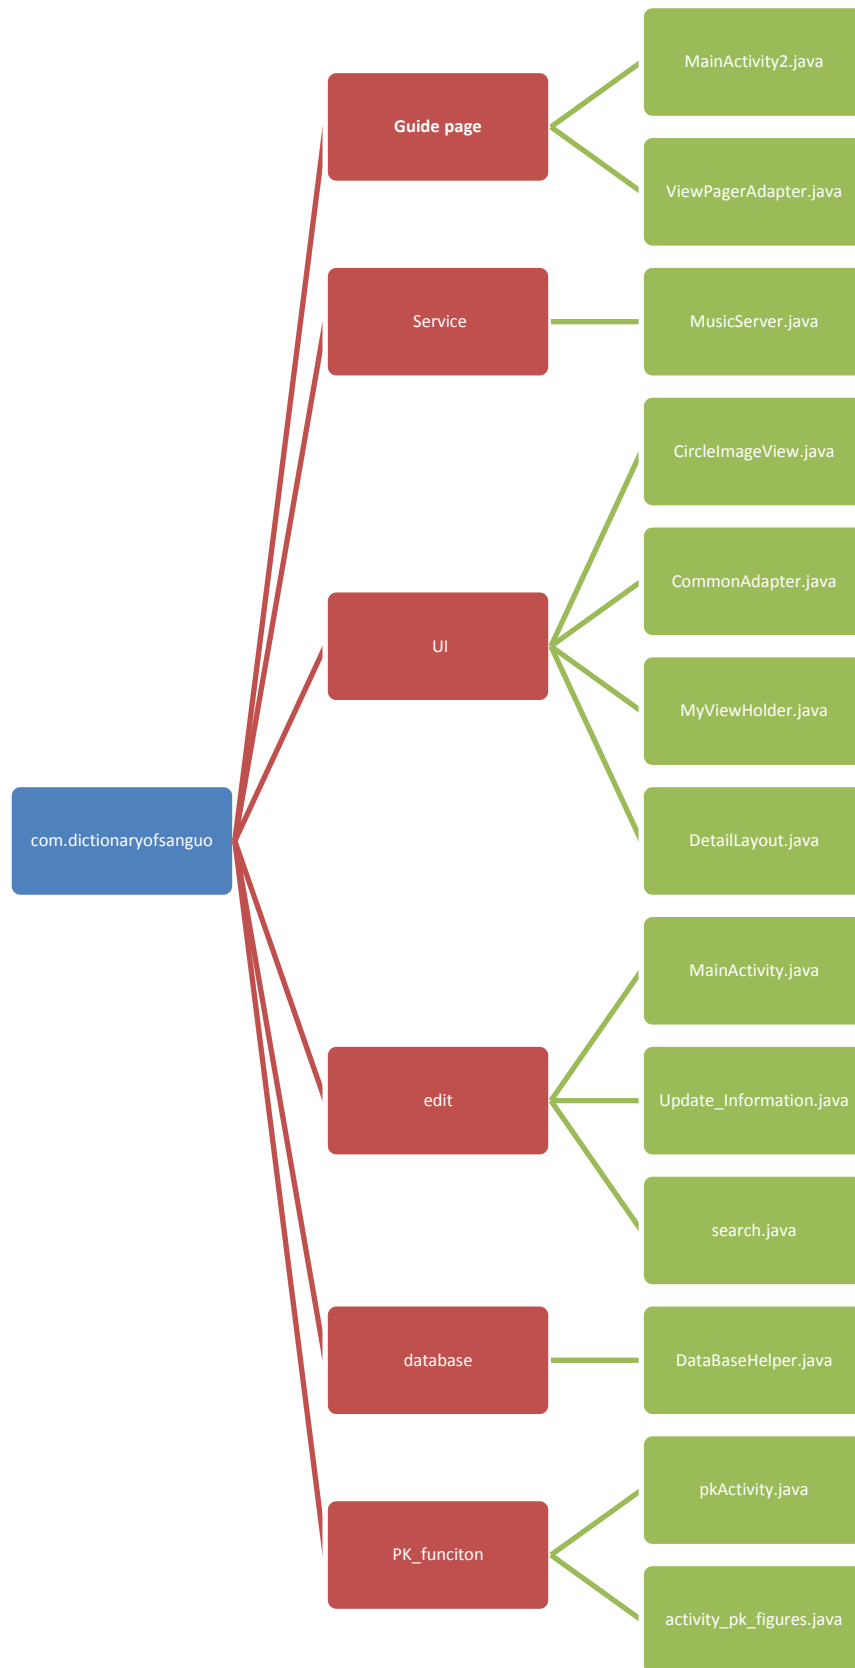 MainActivity2.java
Guide page
ViewPagerAdapter.java
Service
MusicServer.java
CircleImageView.java
CommonAdapter.java
UI
MyViewHolder.java
com.dictionaryofsanguo
DetailLayout.java
MainActivity.java
edit
Update_Information.java
search.java
database
DataBaseHelper.java
pkActivity.java
PK_funciton
activity_pk_figures.java